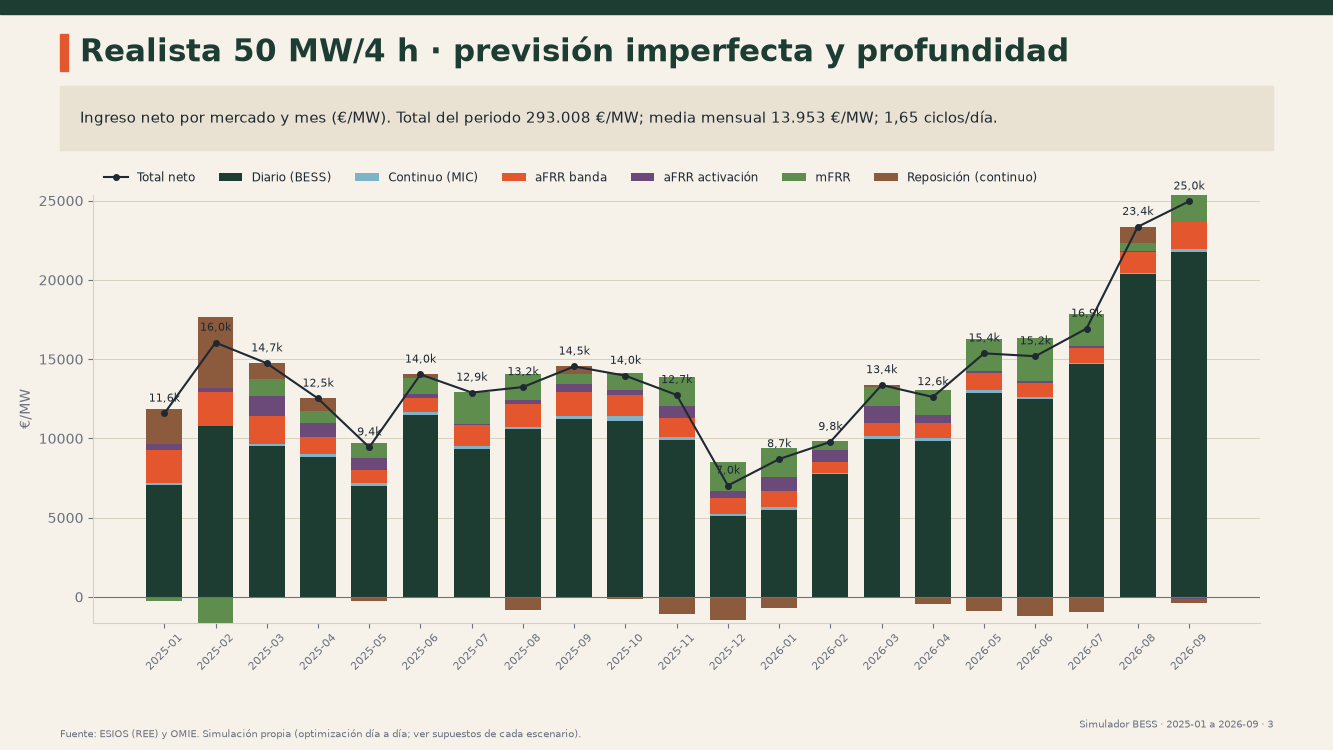 Realista 50 MW/4 h · previsión imperfecta y profundidad
Ingreso neto por mercado y mes (€/MW). Total del periodo 293.008 €/MW; media mensual 13.953 €/MW; 1,65 ciclos/día.
Total neto Diario (BESS) Continuo (MIC) aFRR banda aFRR activación mFRR Reposición (continuo)
€/MW
25000
20000
15000
10000
5000
0
11,6k
16,0k
14,7k
12,5k
9,4k
14,0k
12,9k
13,2k
14,5k
14,0k
12,7k
7,0k
8,7k
9,8k
13,4k
12,6k
15,4k
15,2k
16,9k
23,4k
25,0k
2025-01
2025-02
2025-03
2025-04
2025-05
2025-06
2025-07
2025-08
2025-09
2025-10
2025-11
2025-12
2026-01
2026-02
2026-03
2026-04
2026-05
2026-06
2026-07
2026-08
2026-09
Simulador BESS · 2025-01 a 2026-09 · 3
Fuente: ESIOS (REE) y OMIE. Simulación propia (optimización día a día; ver supuestos de cada escenario).